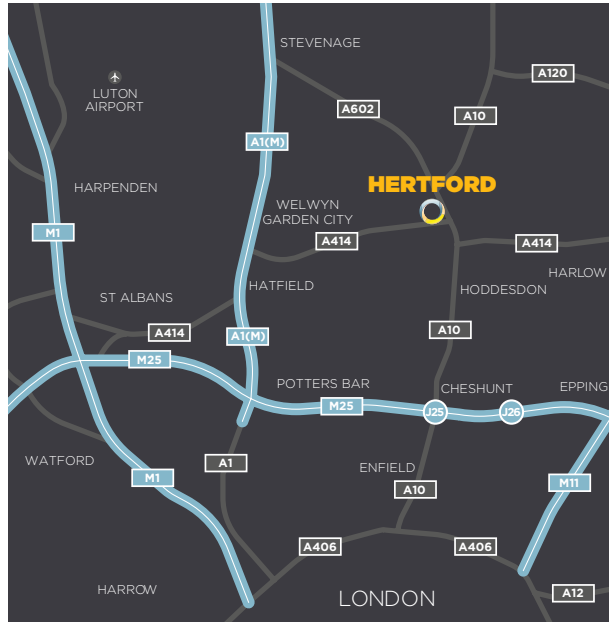 STEVENAGE
A120
LUTON
AIRPORT
A602
A10
A1(M)
HERTFORD
HARPENDEN
WELWYN
GARDEN CITY
M1
A414
A414
HARLOW
HATFIELD
HODDESDON
ST ALBANS
A414
A1(M)
A10
M25
POTTERS BAR
CHESHUNT
EPPING
M25
J25
J26
WATFORD
A1
ENFIELD
M1
A10
M11
A406
A406
HARROW
LONDON
A12